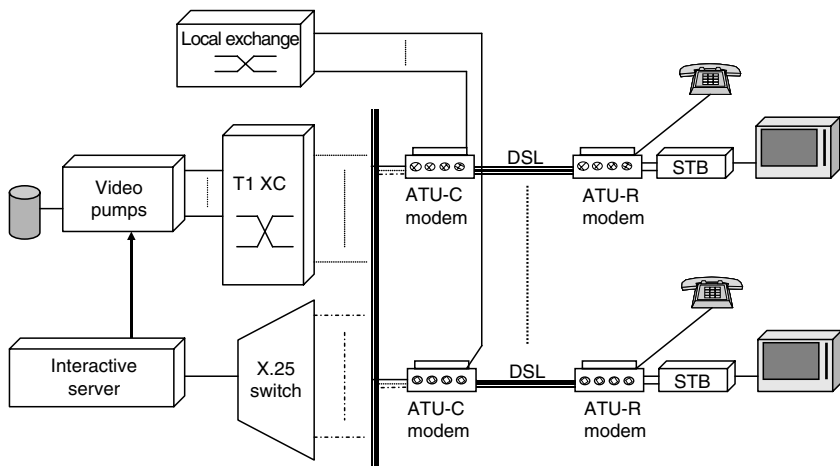 Local exchange
Video
pumps
T1 XC
DSL
STB
ATU-C
modem
ATU-R
modem
Interactive
server
X.25
switch
DSL
STB
ATU-C
modem
ATU-R
modem